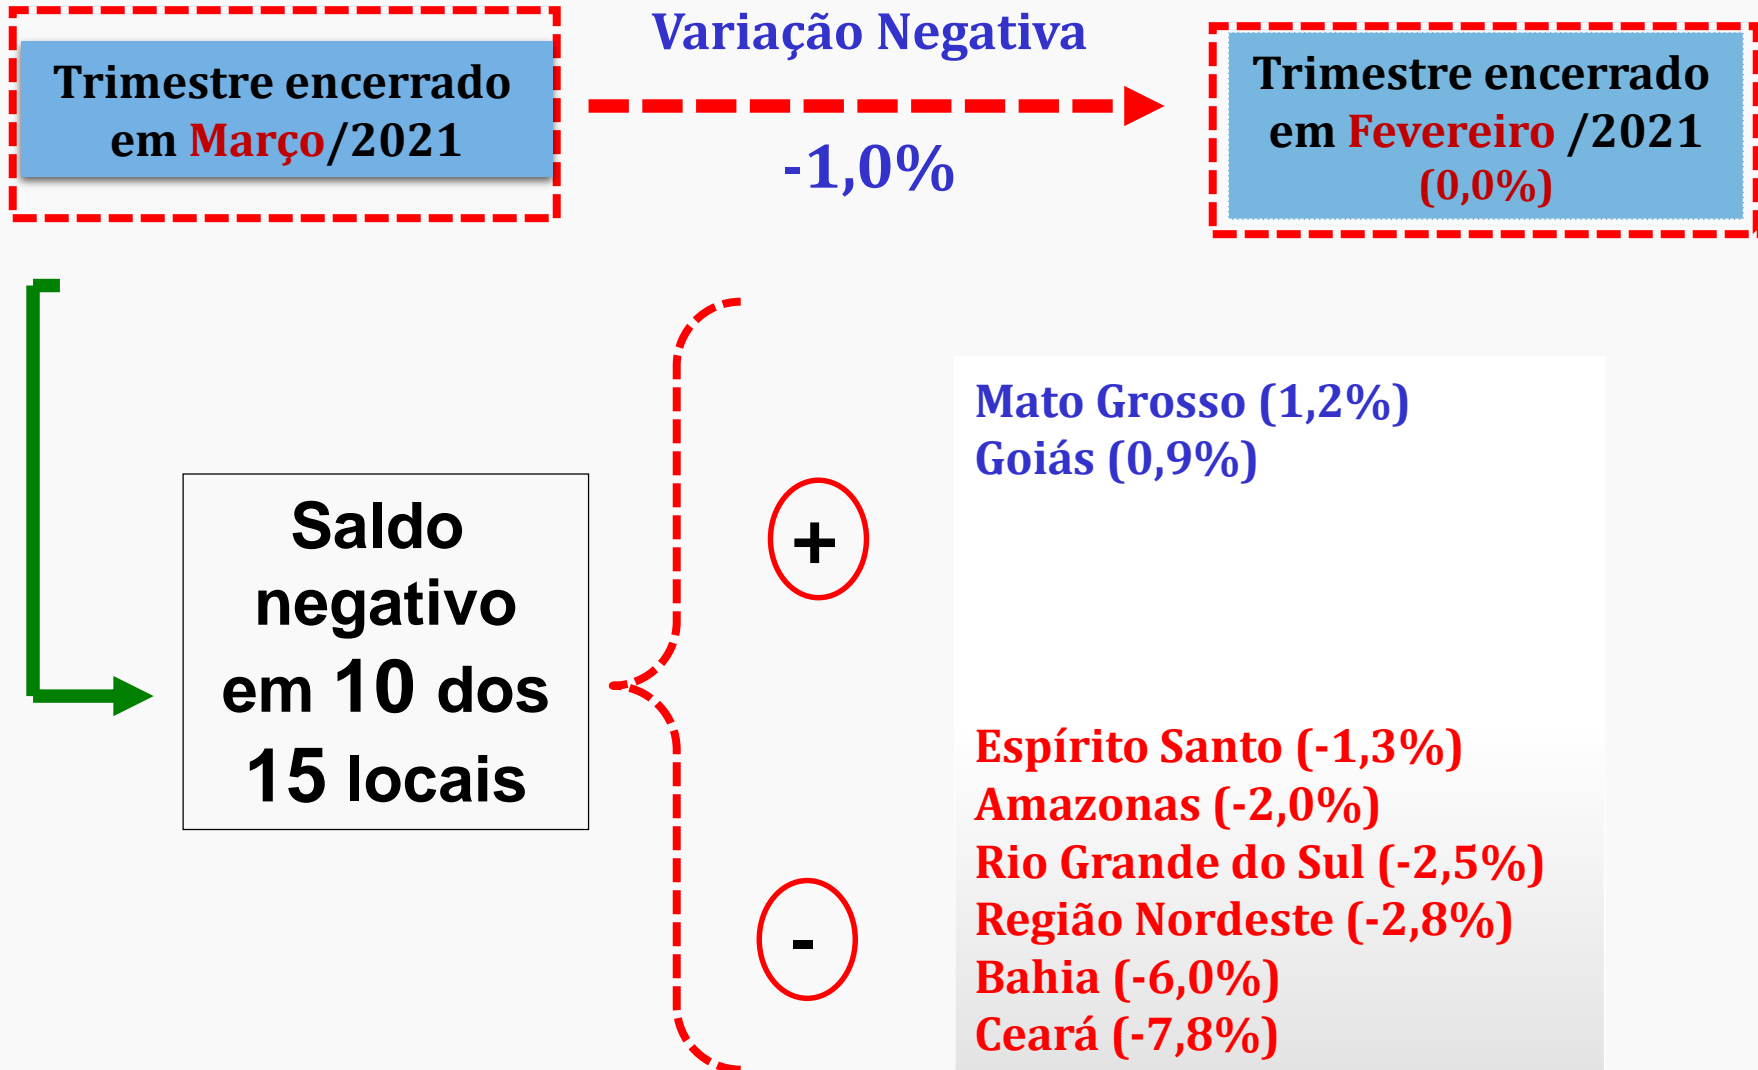 Trimestre encerrado
em Março/2021
Variação Negativa
-1,0%
Trimestre encerrado
em Fevereiro /2021
(0,0%)
Saldo
negativo
em 10 dos
15 locais
+
Mato Grosso (1,2%)
Goiás (0,9%)
-
Espírito Santo (-1,3%)
Amazonas (-2,0%)
Rio Grande do Sul (-2,5%)
Região Nordeste (-2,8%)
Bahia (-6,0%)
Ceará (-7,8%)